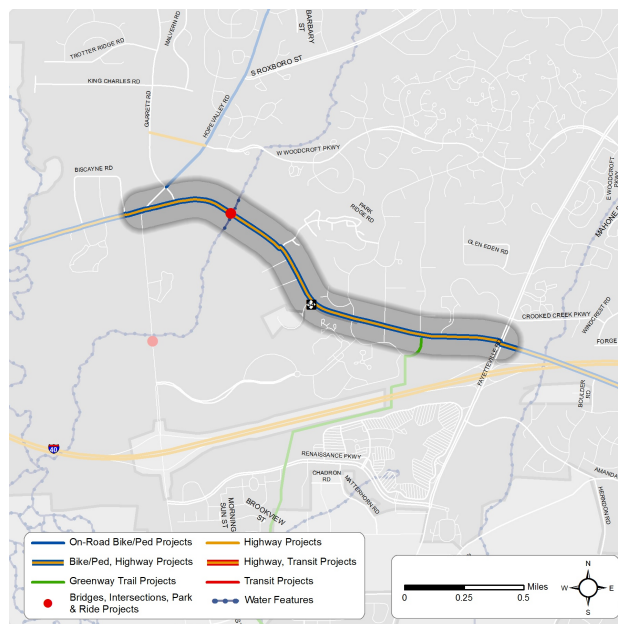 BARBARY
ST
MALVERN RD
TROTTER RIDGE RD
S ROXBORO ST
KING CHARLES RD
GARRETT RD
HOPE VALLEY RD
W WOODCROFT PKWY
BISCAYNE RD
E WOODCROFT
PKWY
PARK
RIDGE RD
MAHONE
GLEN EDEN RD
CROOKED CREEK PKWY
WINDCREST RD
FORGE
FAYETTEVILLE
BOULDER
RD
40
RENAISSANCE PKWY
CHADRON
RD
MATTERHORN RD
AMANDA
HERNDON RD
MORNING
SUN ST
BROOKVIEW
ST
On-Road Bike/Ped Projects
Highway Projects
Bike/Ped, Highway Projects
Highway, Transit Projects
Greenway Trail Projects
Transit Projects
Bridges, Intersections, Park
& Ride Projects
Water Features
N
W
E
S
0
0.25
0.5
Miles